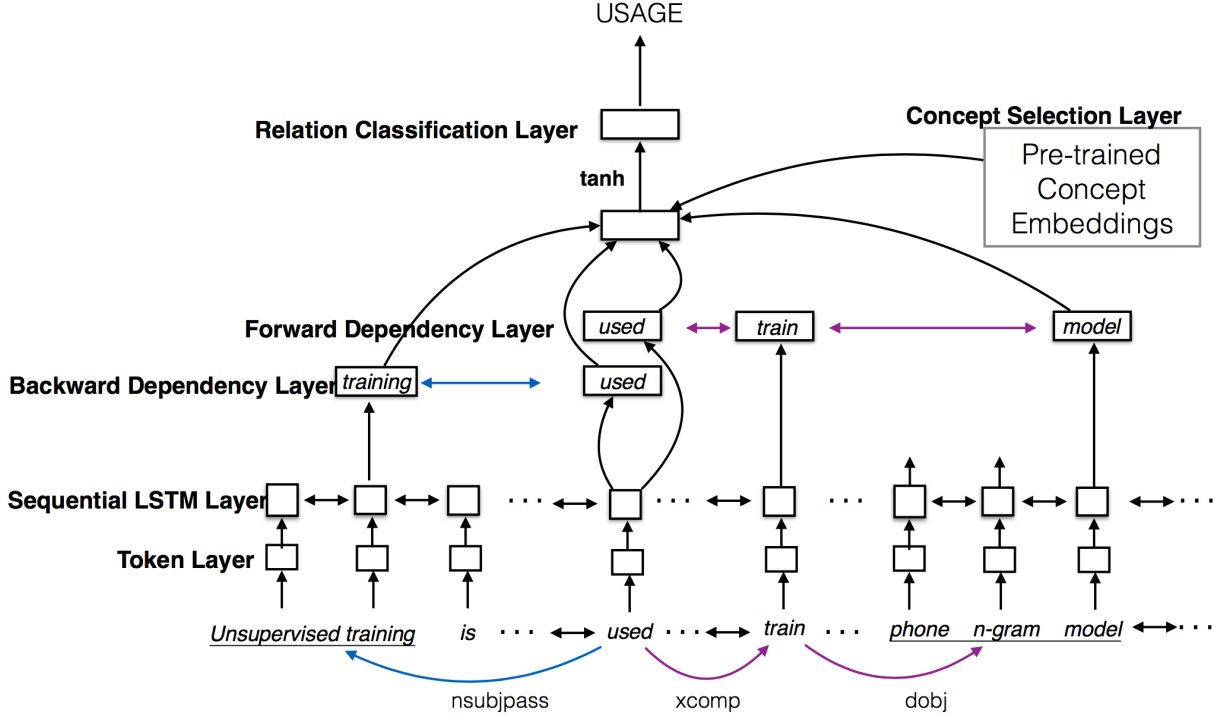 USAGE
Relation Classification Layer
Concept Selection Layer
Pre-trained
Concept
Embeddings
tanh
Forward Dependency Layer used train model
Backward Dependency Layer training used
Sequential LSTM Layer ··· ··· ··· ···
Token Layer
Unsupervised training is ··· used ··· train ··· phone n-gram model ···
nsubjpass xcomp dobj